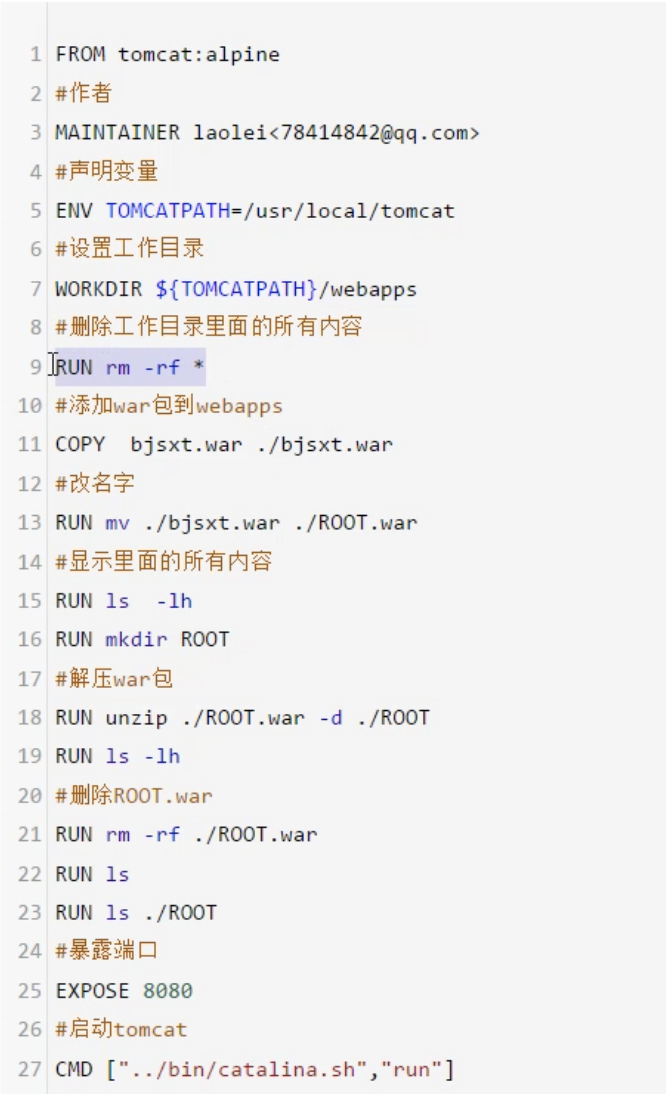 1 FROM tomcat:alpine
2 #作者
3 MAINTAINER laolei<78414842@qq.com>
4 #声明变量
5 ENV TOMCATPATH=/usr/local/tomcat
6 #设置工作目录
7 WORKDIR ${TOMCATPATH}/webapps
8 #删除工作目录里面的所有内容
9 RUN rm -rf *
10 #添加war包到webapps
11 COPY  bjsxt.war ./bjsxt.war
12 #改名字
13 RUN mv ./bjsxt.war ./ROOT.war
14 #显示里面的所有内容
15 RUN ls  -lh
16 RUN mkdir ROOT
17 #解压war包
18 RUN unzip ./ROOT.war -d ./ROOT
19 RUN ls -lh
20 #删除ROOT.war
21 RUN rm -rf ./ROOT.war
22 RUN ls
23 RUN ls ./ROOT
24 #暴露端口
25 EXPOSE 8080
26 #启动tomcat
27 CMD ["../bin/catalina.sh","run"]